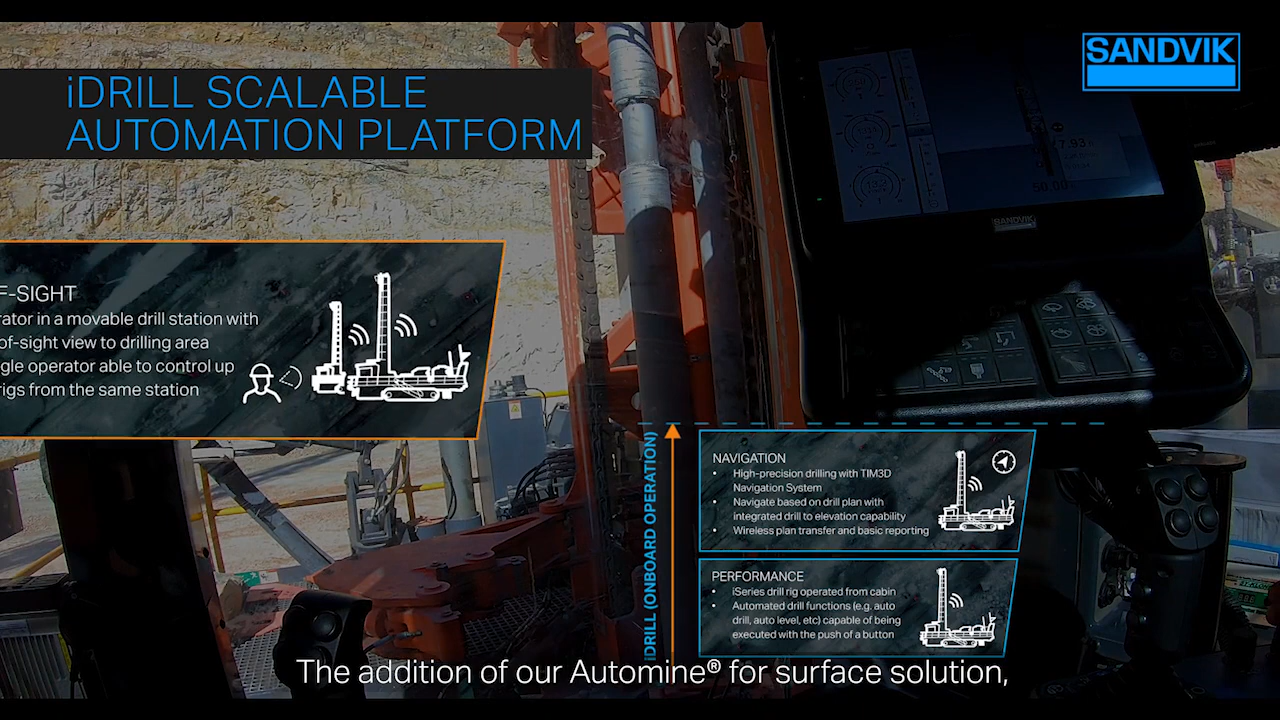 SANDVIK
iDRILL SCALABLE
AUTOMATION PLATFORM
7.93
50.00
SANDVIK
F-SIGHT
rator in a movable drill station with
of-sight view to drilling area
gle operator able to control up
rigs from the same station
iDRILL (ONBOARD OPERATION)
NAVIGATION
• High-precision drilling with TIM3D
Navigation System
• Navigate based on drill plan with
integrated drill to elevation capability
• Wireless plan transfer and basic reporting
PERFORMANCE
• iSeries drill rig operated from cabin
• Automated drill functions (e.g. auto
drill, auto level, etc) capable of being
executed with the push of a button
The addition of our Automine® for surface solution,